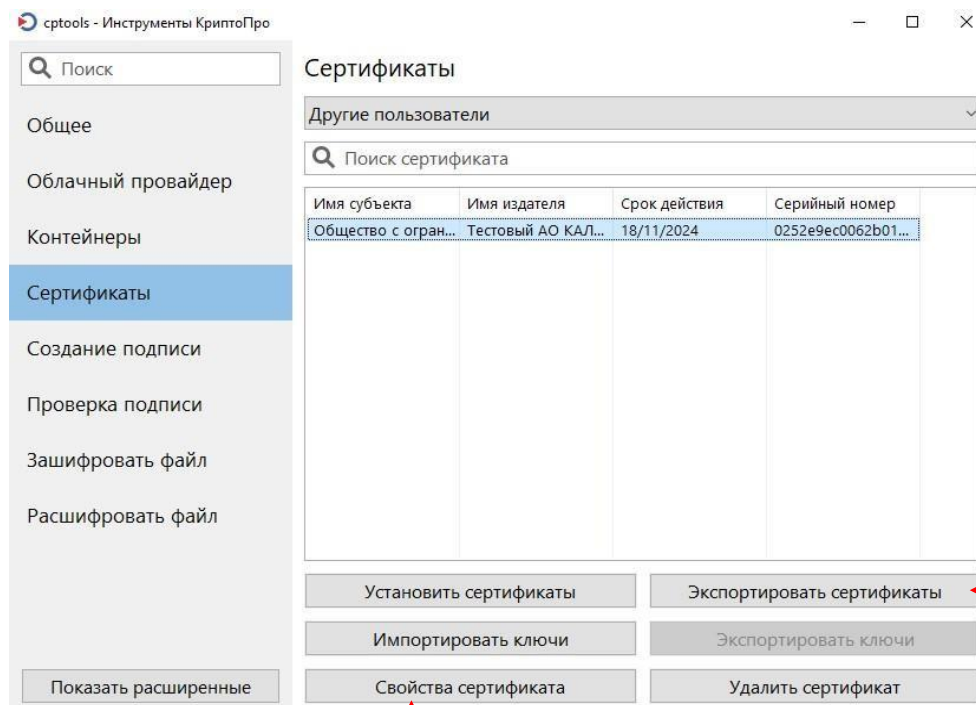 cptools - Инструменты КриптоПро
Поиск
Общее
Облачный провайдер
Контейнеры
Сертификаты
Создание подписи
Проверка подписи
Зашифровать файл
Расшифровать файл
Показать расширенные
Сертификаты
Другие пользователи
Поиск сертификата
Имя субъекта Имя издателя Срок действия Серийный номер
Общество с огран... Тестовый АО КАЛ... 18/11/2024 0252e9ec0062b01...
Установить сертификаты Экспортировать сертификаты
Импортировать ключи Экспортировать ключи
Свойства сертификата Удалить сертификат